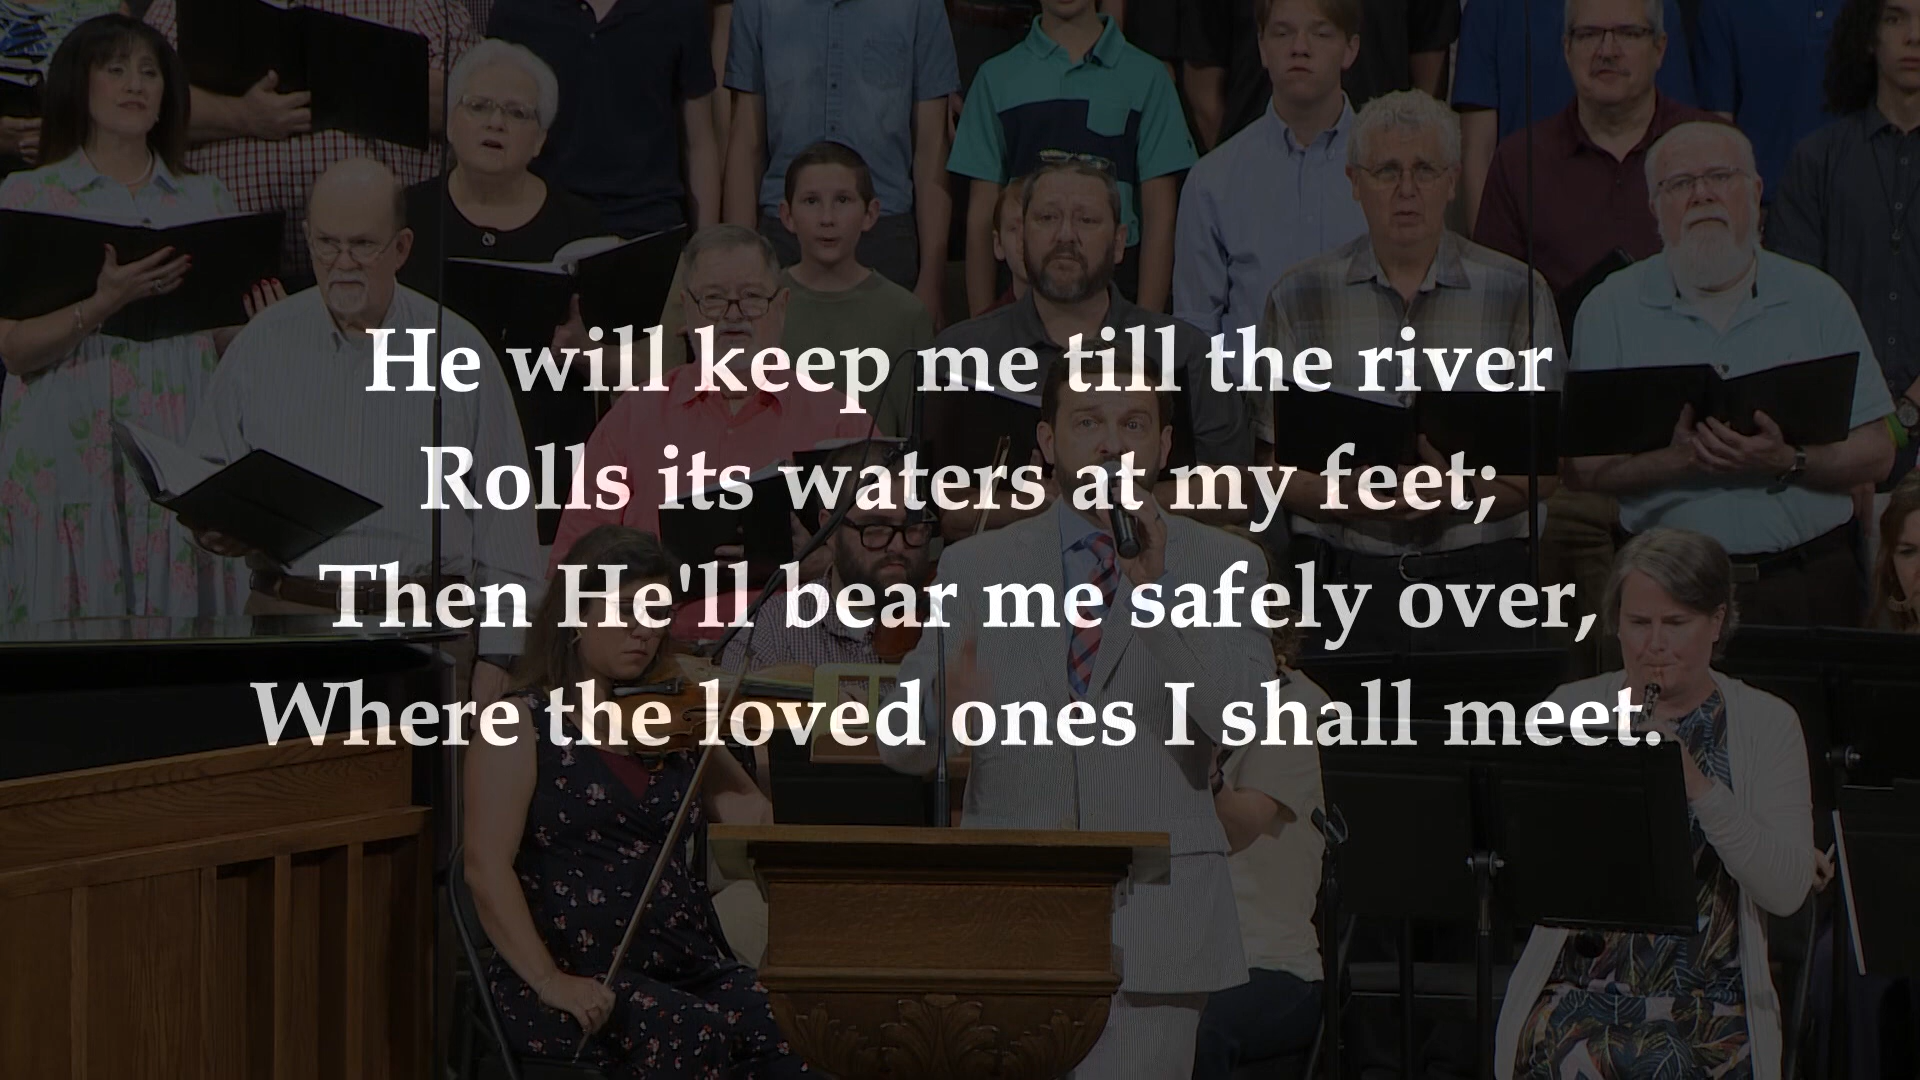 He will keep me till the river
Rolls its waters at my feet;
Then He'll bear me safely over,
Where the loved ones I shall meet.